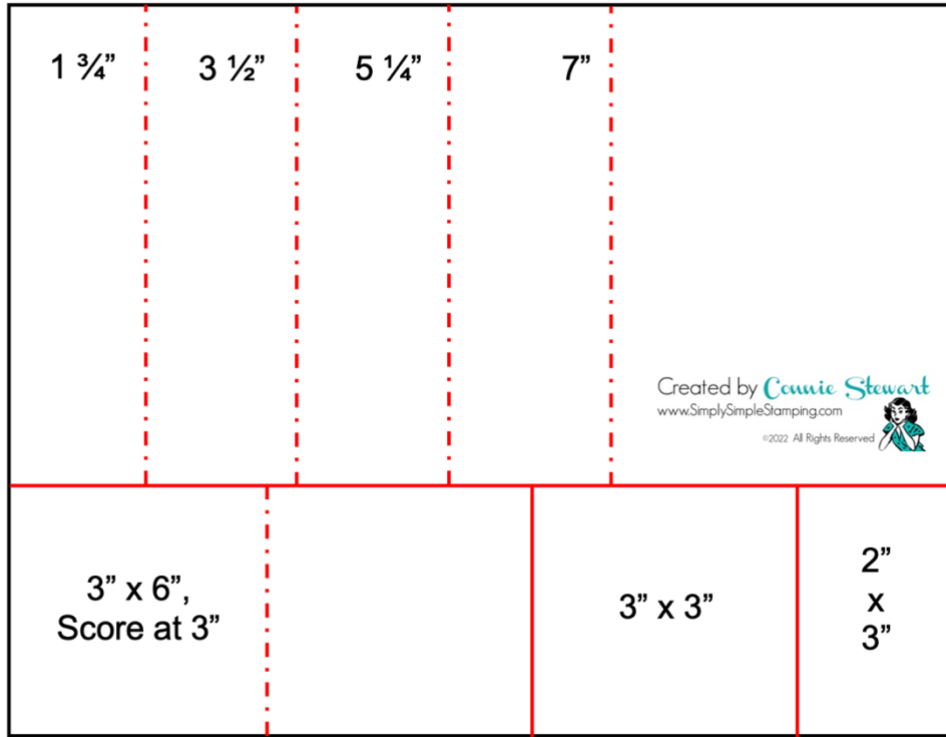 1 ¾” 3 ½” 5 ¼” 7”
Created by Connie Stewart
www.SimplySimpleStamping.com
©2022 All Rights Reserved
3” x 6”,
Score at 3”
3” x 3”
2”
x
3”